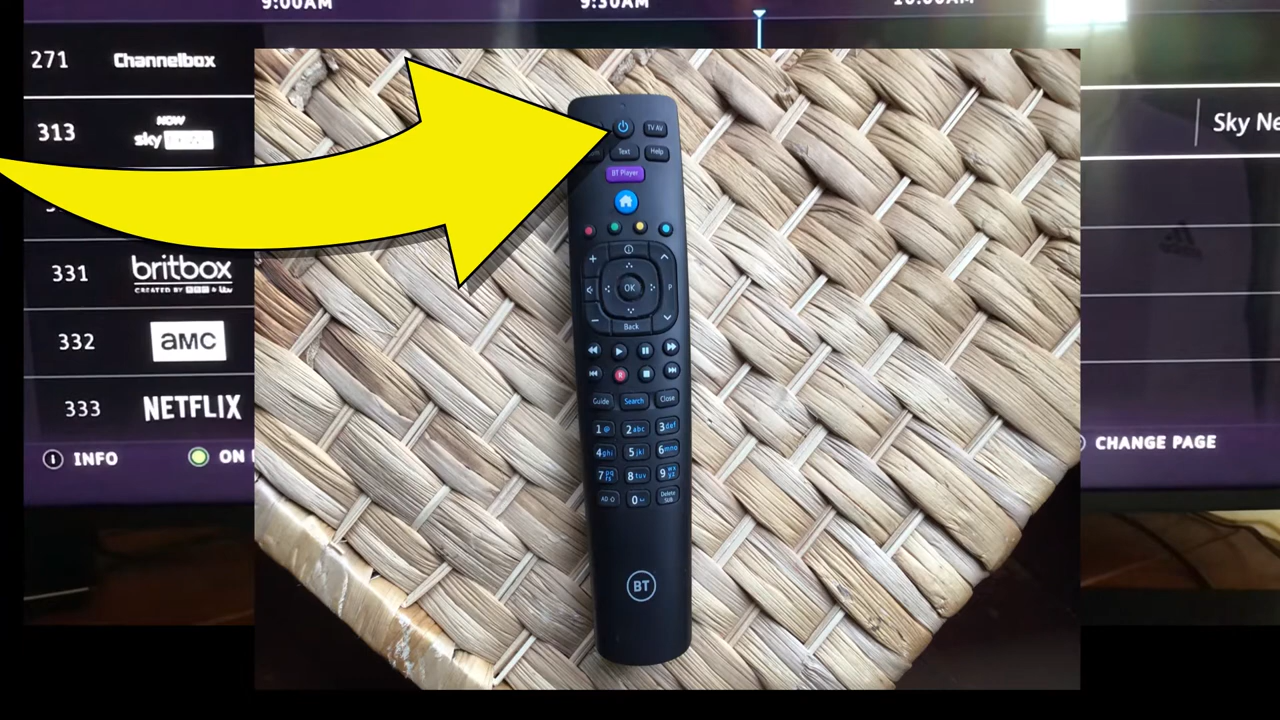 9:00AM 9:30AM 10:00AM
271 Channelbox
313 NOW
sky
Sky Ne
331 britbox
CREATED BY BBC & itv
332 aMC
333 NETFLIX
INFO
ON
CHANGE PAGE
TV AV
Text Help
BT Player
OK
P
Back
R
Guide Search Close
1@ 2abc 3def
4ghi 5jkl 6mno
7pqrs 8tuv 9wxyz
AD 0 Delete
SUB
BT